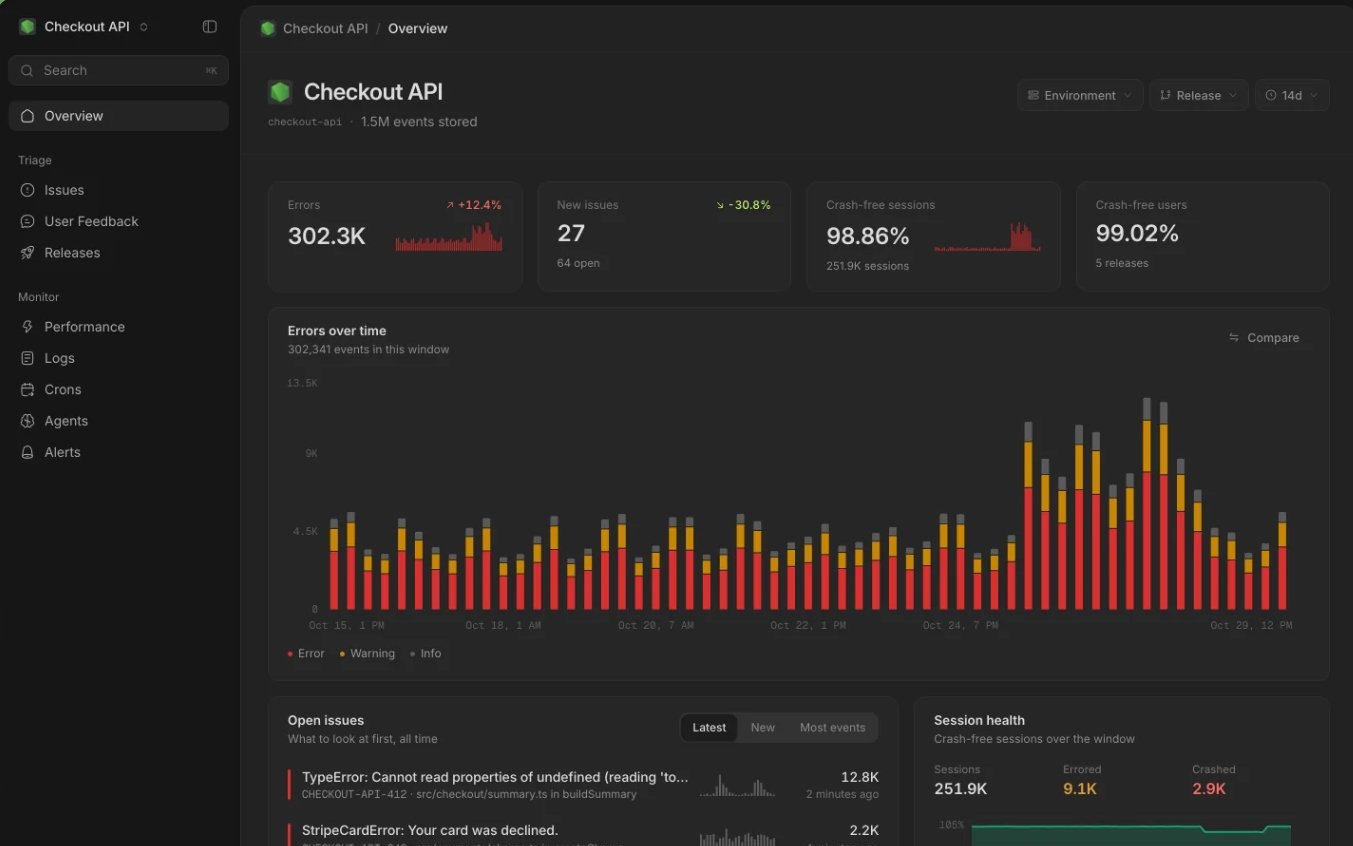 Checkout API
Search
⌘K
Overview
Triage
Issues
User Feedback
Releases
Monitor
Performance
Logs
Crons
Agents
Alerts
Checkout API / Overview
Checkout API
checkout-api · 1.5M events stored
Environment
Release
14d
Errors
↗ +12.4%
302.3K
New issues
↘ -30.8%
27
64 open
Crash-free sessions
98.86%
251.9K sessions
Crash-free users
99.02%
5 releases
Errors over time
302,341 events in this window
Compare
13.5K
9K
4.5K
0
Oct 15, 1 PM
Oct 18, 1 AM
Oct 20, 7 AM
Oct 22, 1 PM
Oct 24, 7 PM
Oct 29, 12 PM
Error
Warning
Info
Open issues
What to look at first, all time
Latest
New
Most events
TypeError: Cannot read properties of undefined (reading 'to...
CHECKOUT-API-412 · src/checkout/summary.ts in buildSummary
12.8K
2 minutes ago
StripeCardError: Your card was declined.
2.2K
Session health
Crash-free sessions over the window
Sessions
251.9K
Errored
9.1K
Crashed
2.9K
105%